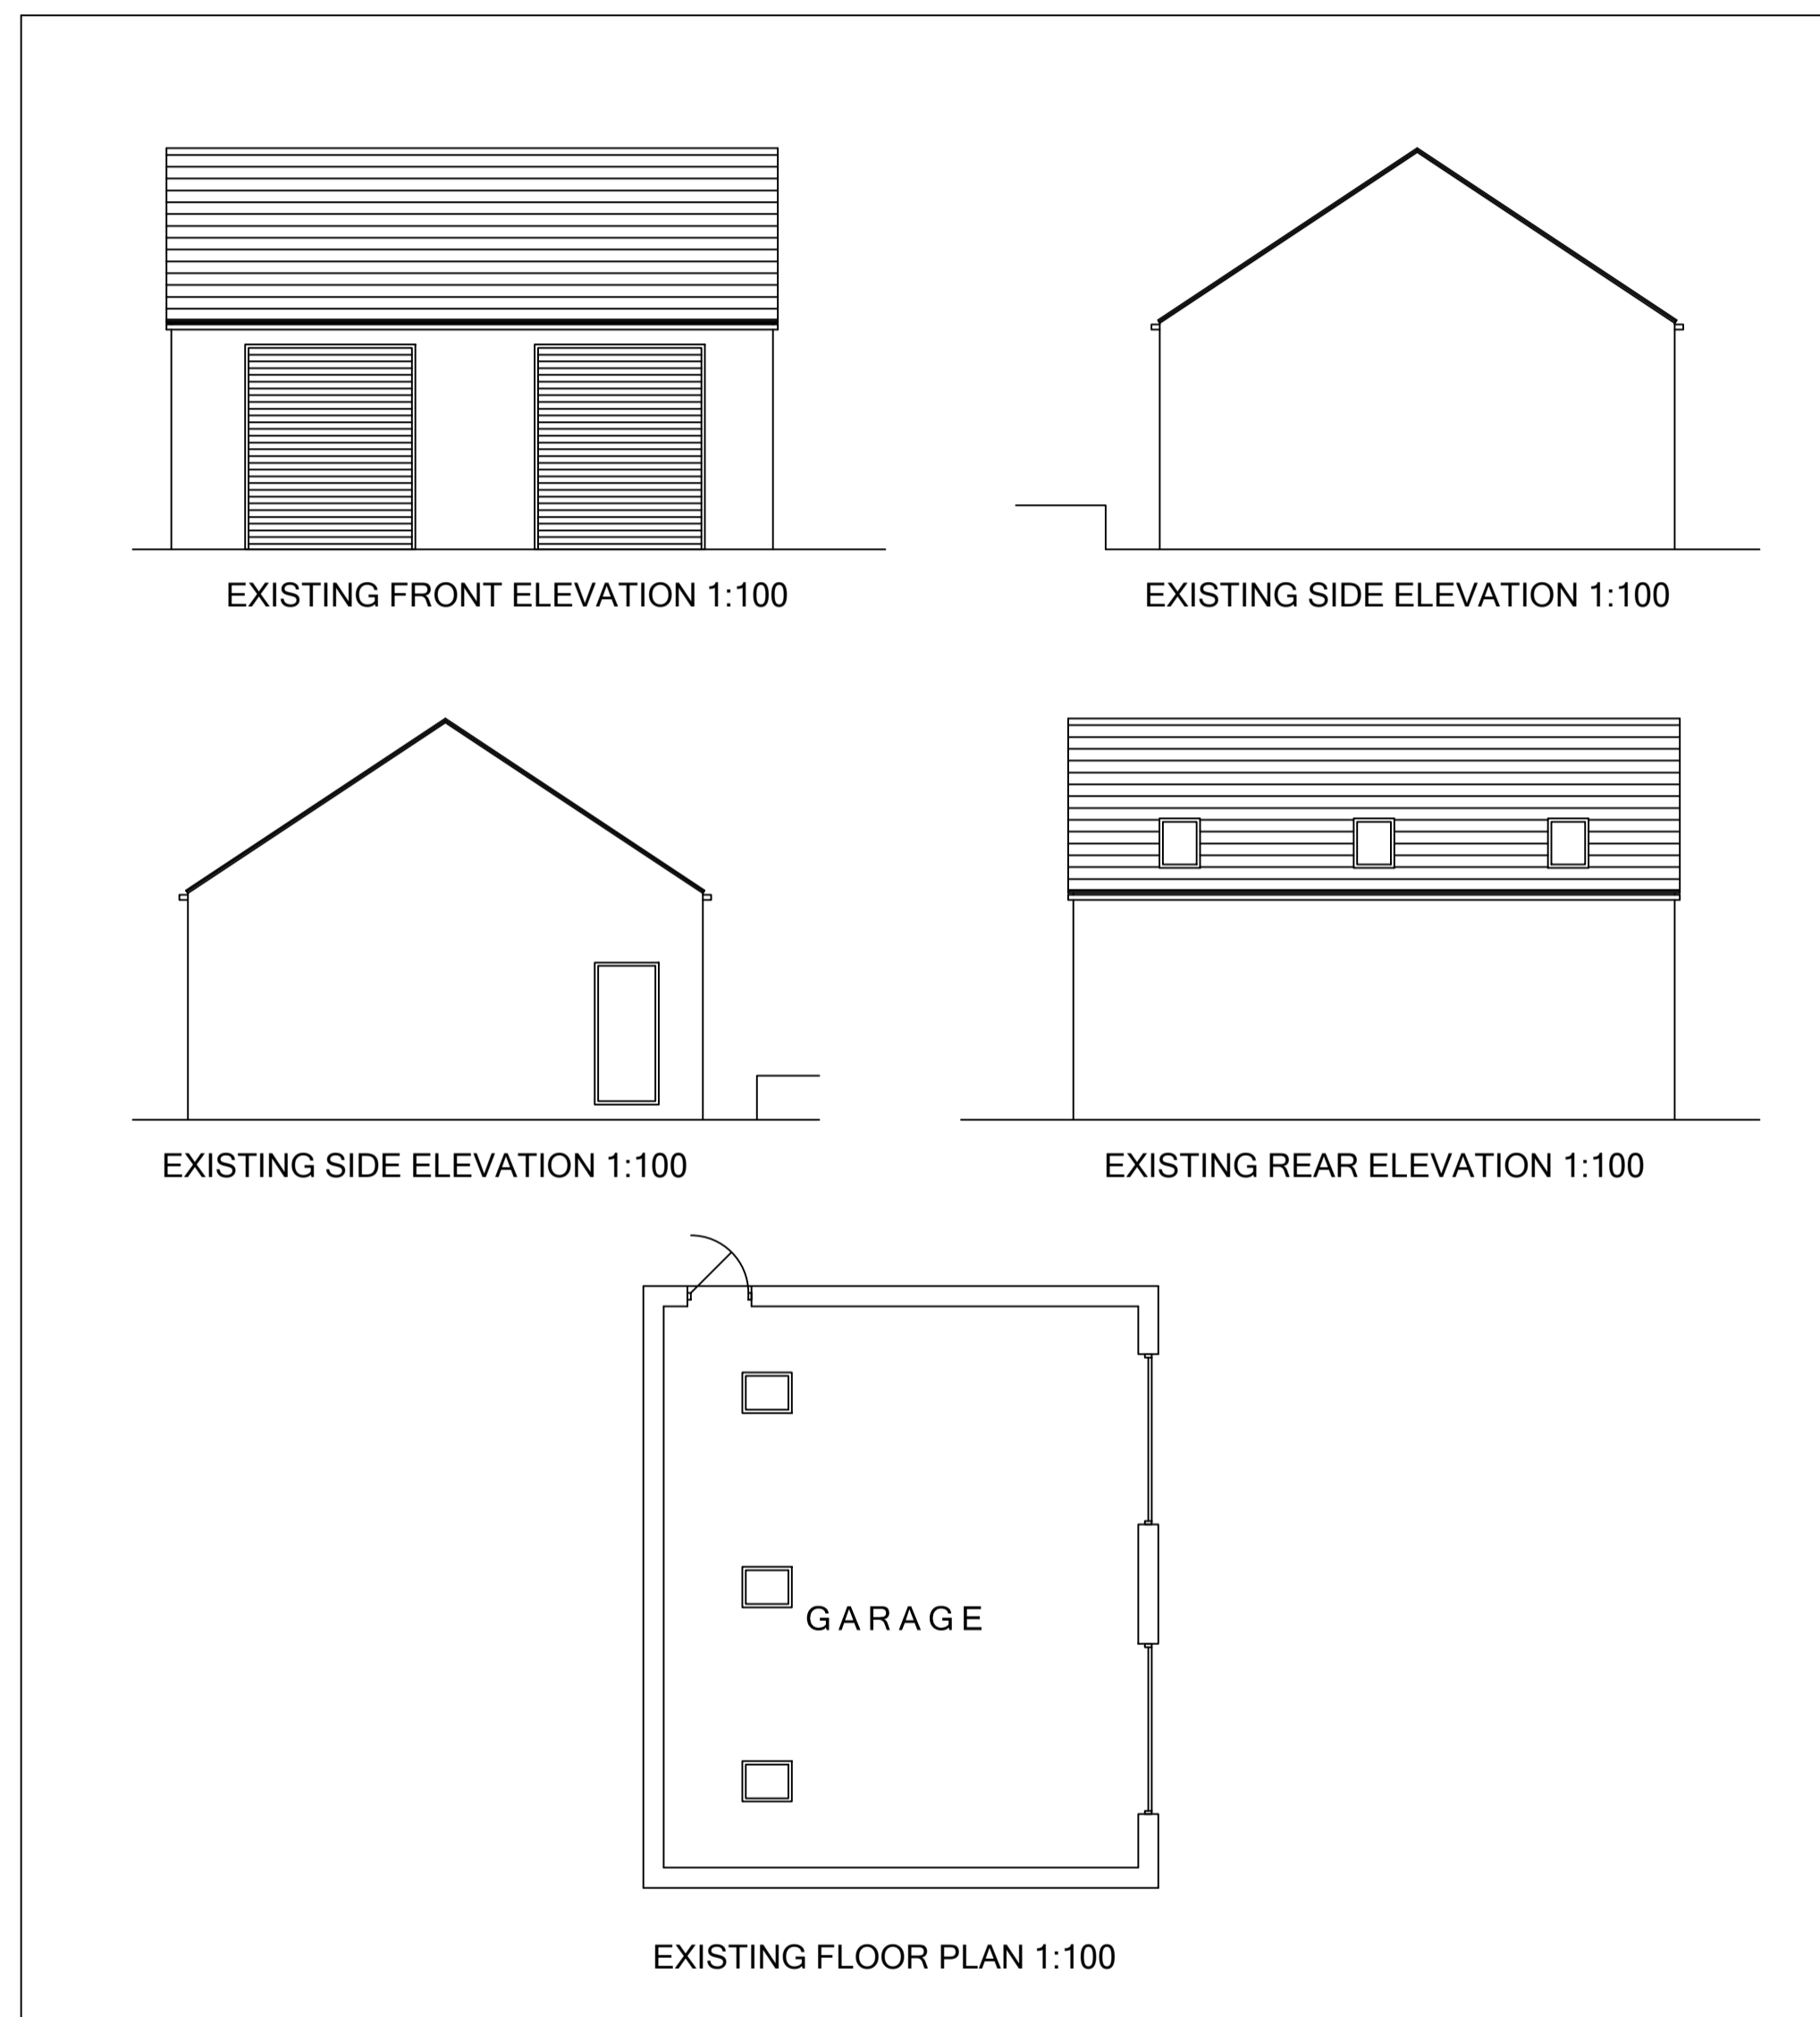 EXISTING FRONT ELEVATION 1:100
EXISTING SIDE ELEVATION 1:100
EXISTING SIDE ELEVATION 1:100
EXISTING REAR ELEVATION 1:100
GARAGE
EXISTING FLOOR PLAN 1:100